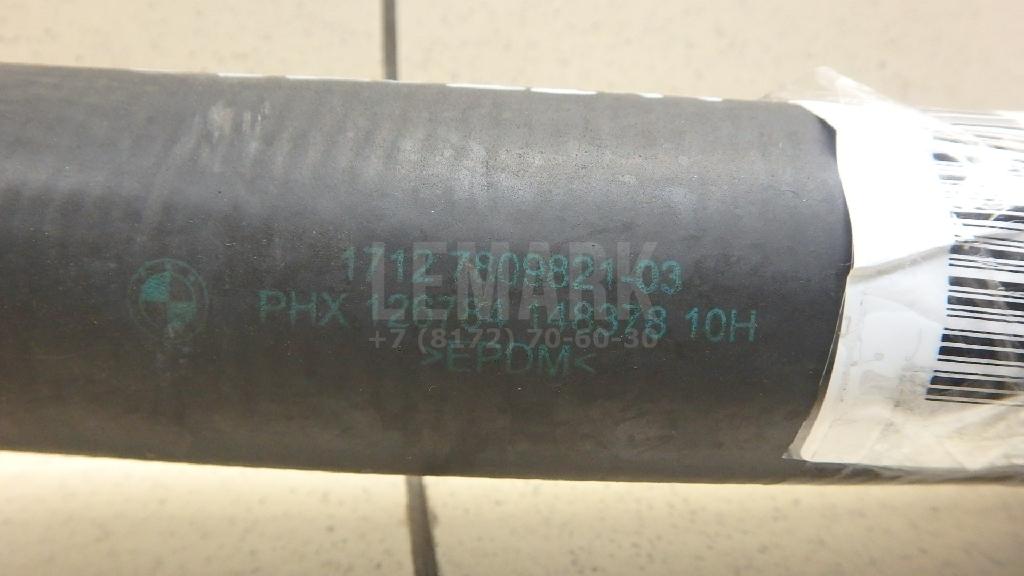 LEMARK
+7 (8172) 70-60-30
1712 7809821-03
PHX 10H
>EPDM<